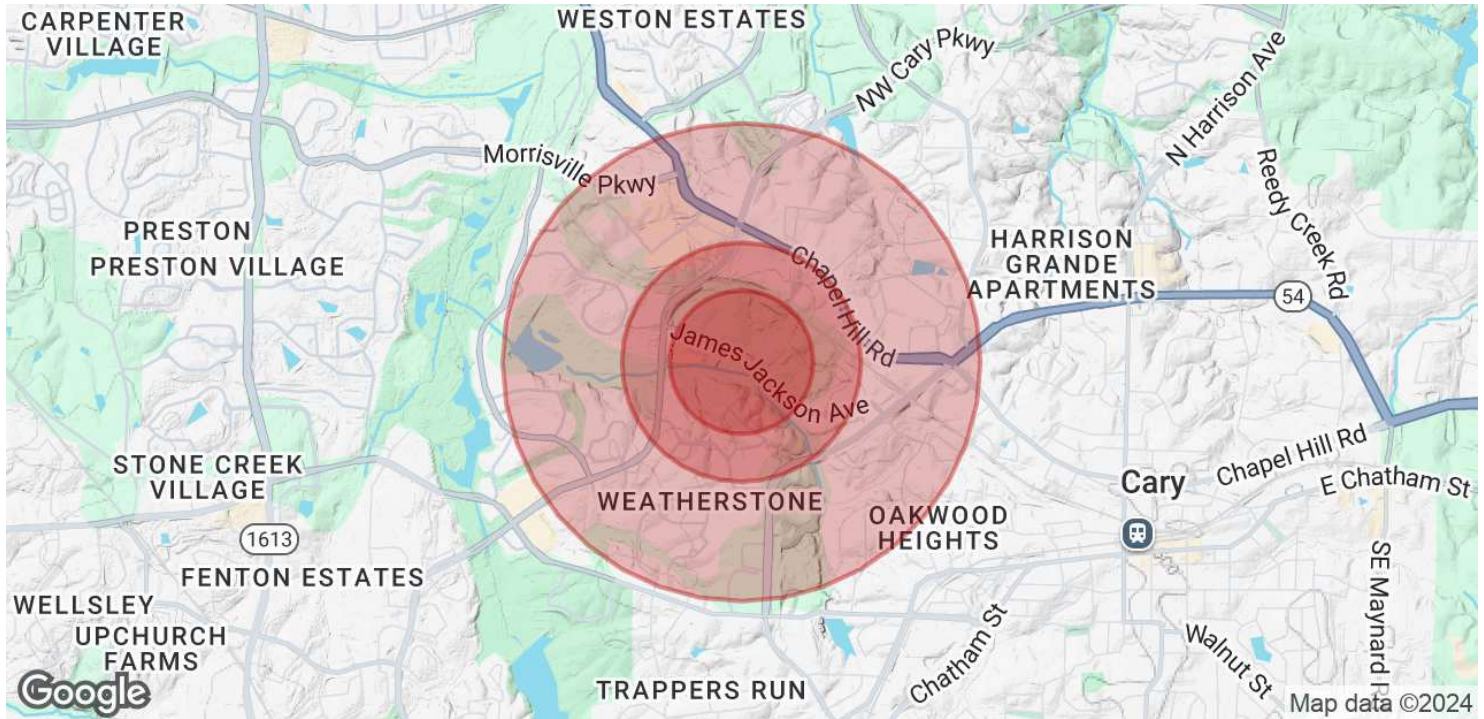 CARPENTER
VILLAGE
WESTON ESTATES
NW Cary Pkwy
N Harrison Ave
Morrisville Pkwy
Reedy Creek Rd
PRESTON
PRESTON VILLAGE
HARRISON
GRANDE
APARTMENTS
Chapel Hill Rd
54
James Jackson Ave
STONE CREEK
VILLAGE
WEATHERSTONE
Cary
Chapel Hill Rd
E Chatham St
OAKWOOD
HEIGHTS
1613
FENTON ESTATES
SE Maynard R
WELLSLEY
UPCHURCH
FARMS
Chatham St
Walnut St
TRAPPERS RUN
Google
Map data ©2024